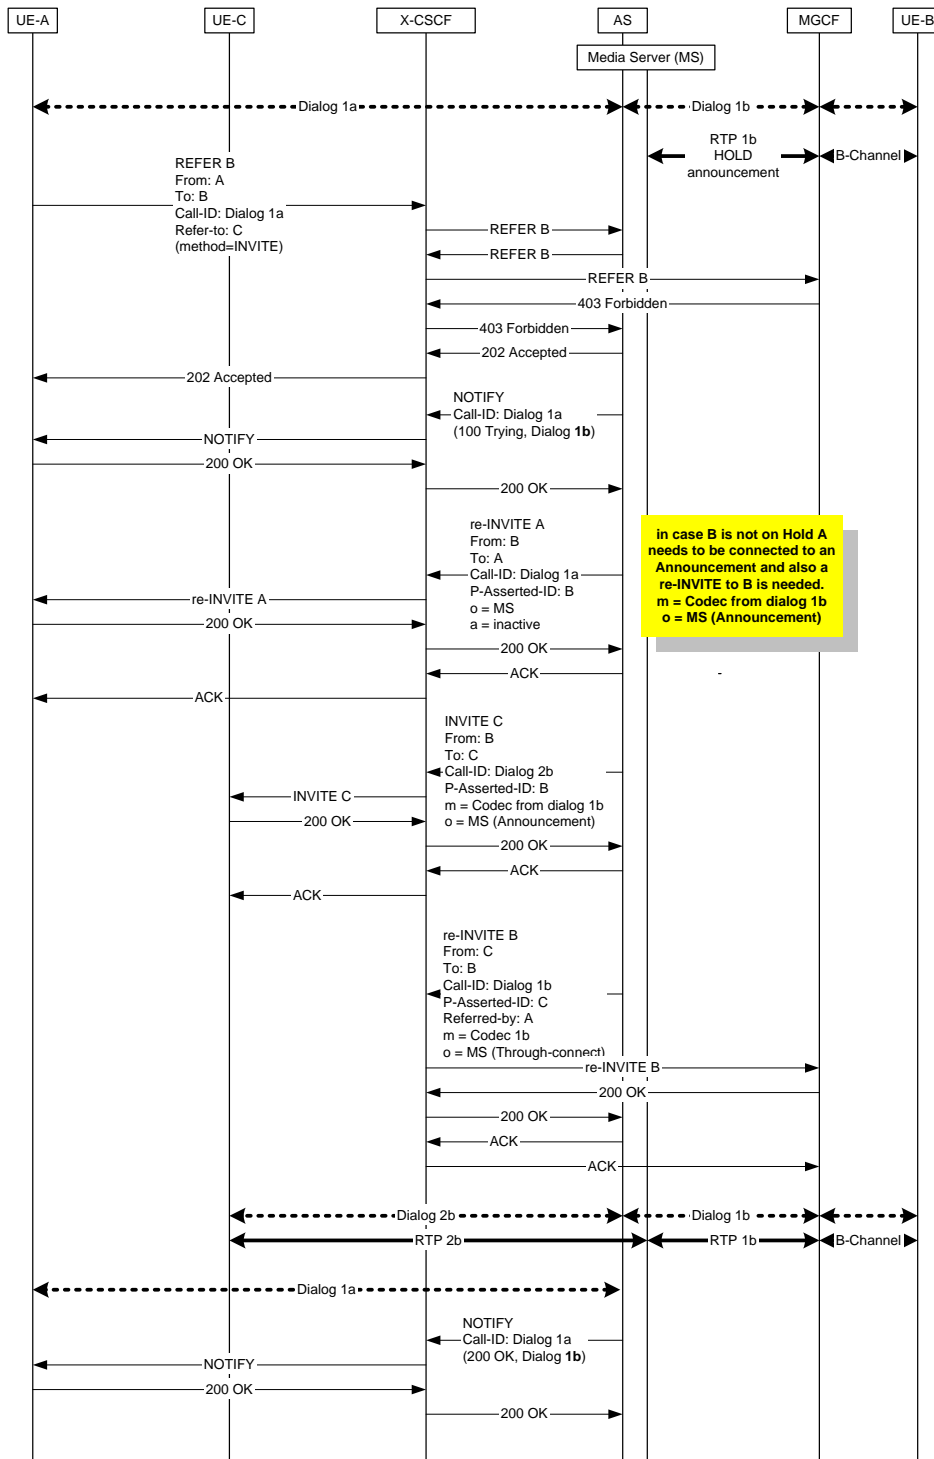 UE-A
UE-C
X-CSCF
AS
MGCF
UE-B
Media Server (MS)
Dialog 1a
Dialog 1b
RTP 1b
HOLD
announcement
B-Channel
REFER B
From: A
To: B
Call-ID: Dialog 1a
Refer-to: C
(method=INVITE)
REFER B
REFER B
REFER B
403 Forbidden
403 Forbidden
202 Accepted
202 Accepted
NOTIFY
Call-ID: Dialog 1a
(100 Trying, Dialog 1b)
NOTIFY
200 OK
200 OK
re-INVITE A
From: B
To: A
Call-ID: Dialog 1a
P-Asserted-ID: B
o = MS
a = inactive
in case B is not on Hold A
needs to be connected to an
Announcement and also a
re-INVITE to B is needed.
m = Codec from dialog 1b
o = MS (Announcement)
re-INVITE A
200 OK
200 OK
ACK
-
ACK
INVITE C
From: B
To: C
Call-ID: Dialog 2b
P-Asserted-ID: B
m = Codec from dialog 1b
o = MS (Announcement)
INVITE C
200 OK
200 OK
ACK
ACK
re-INVITE B
From: C
To: B
Call-ID: Dialog 1b
P-Asserted-ID: C
Referred-by: A
m = Codec 1b
o = MS (Through-connect)
re-INVITE B
200 OK
200 OK
ACK
ACK
Dialog 2b
Dialog 1b
RTP 2b
RTP 1b
B-Channel
Dialog 1a
NOTIFY
Call-ID: Dialog 1a
(200 OK, Dialog 1b)
NOTIFY
200 OK
200 OK